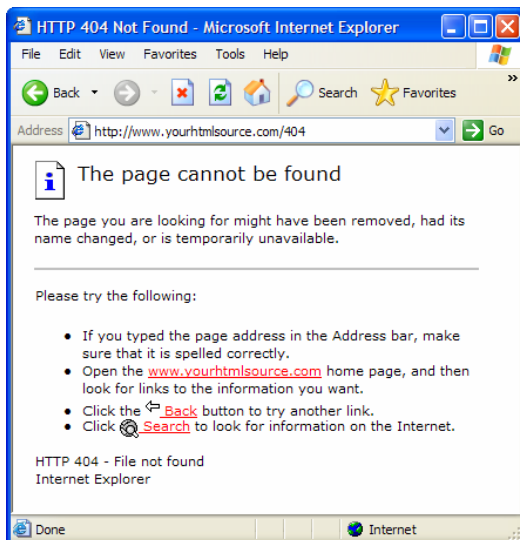 HTTP 404 Not Found - Microsoft Internet Explorer
File Edit View Favorites Tools Help
Back Search Favorites »
Address http://www.yourhtmlsource.com/404 Go
The page cannot be found
The page you are looking for might have been removed, had its
name changed, or is temporarily unavailable.
Please try the following:
• If you typed the page address in the Address bar, make
sure that it is spelled correctly.
• Open the www.yourhtmlsource.com home page, and then
look for links to the information you want.
• Click the Back button to try another link.
• Click Search to look for information on the Internet.
HTTP 404 - File not found
Internet Explorer
Done Internet